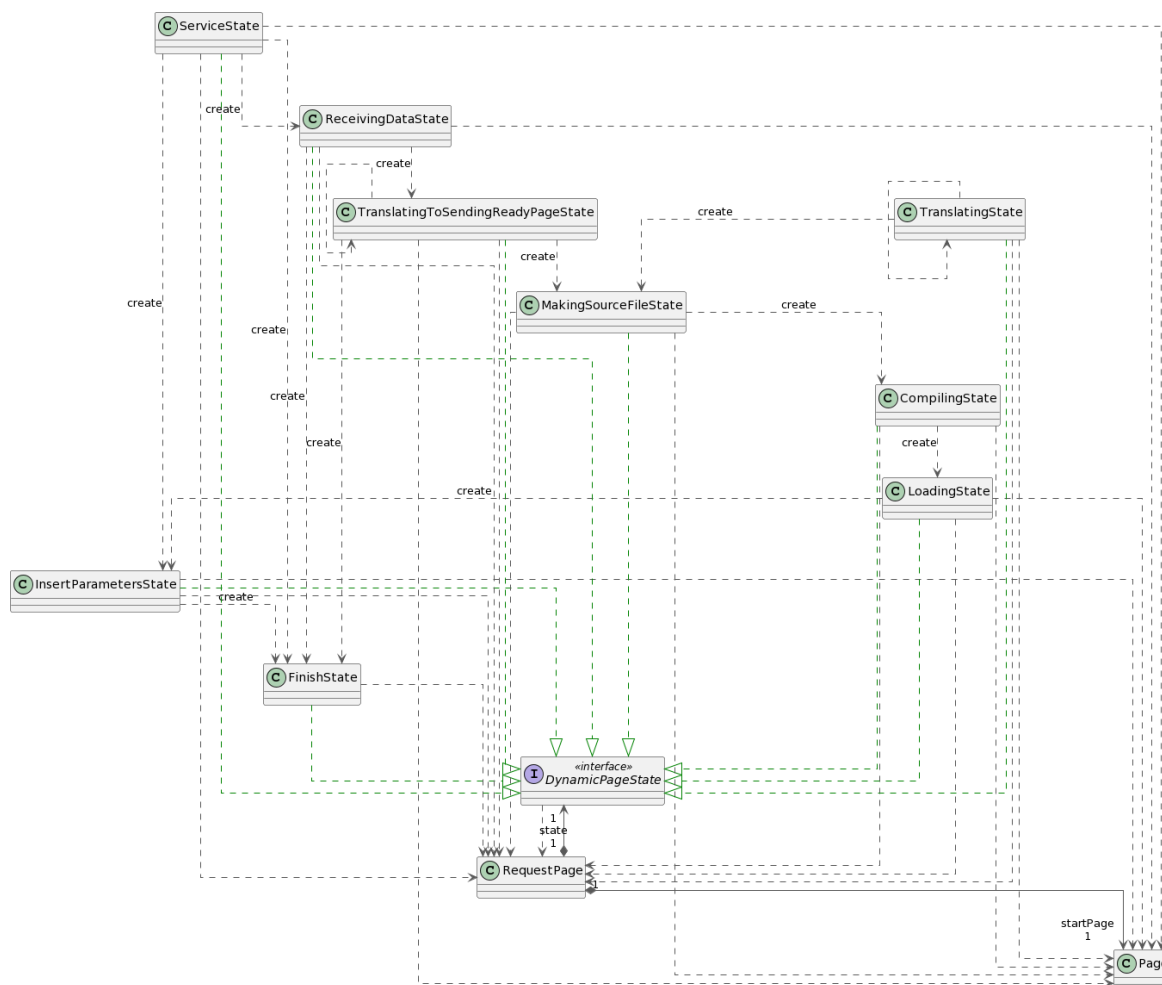 C ServiceState
create
C ReceivingDataState
create
C TranslatingToSendingReadyPageState
create
C TranslatingState
create
C MakingSourceFileState
create
create
create
create
C CompilingState
create
create
create
C LoadingState
C InsertParametersState
create
C FinishState
«interface»
I DynamicPageState
1
state
1
C RequestPage
1
startPage
1
C Pag